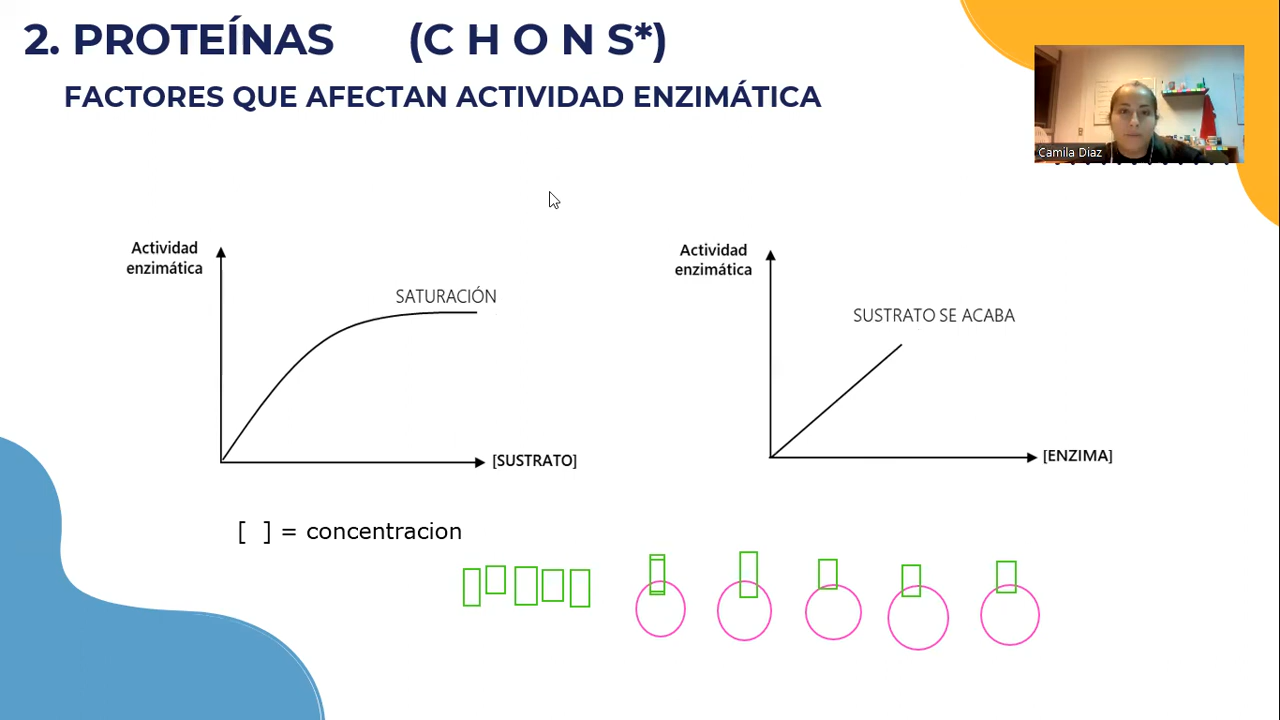 2. PROTEÍNAS (C H O N S*)
FACTORES QUE AFECTAN ACTIVIDAD ENZIMÁTICA
Camila Diaz
Actividad
enzimática
SATURACIÓN
[SUSTRATO]
Actividad
enzimática
SUSTRATO SE ACABA
[ENZIMA]
[ ] = concentracion